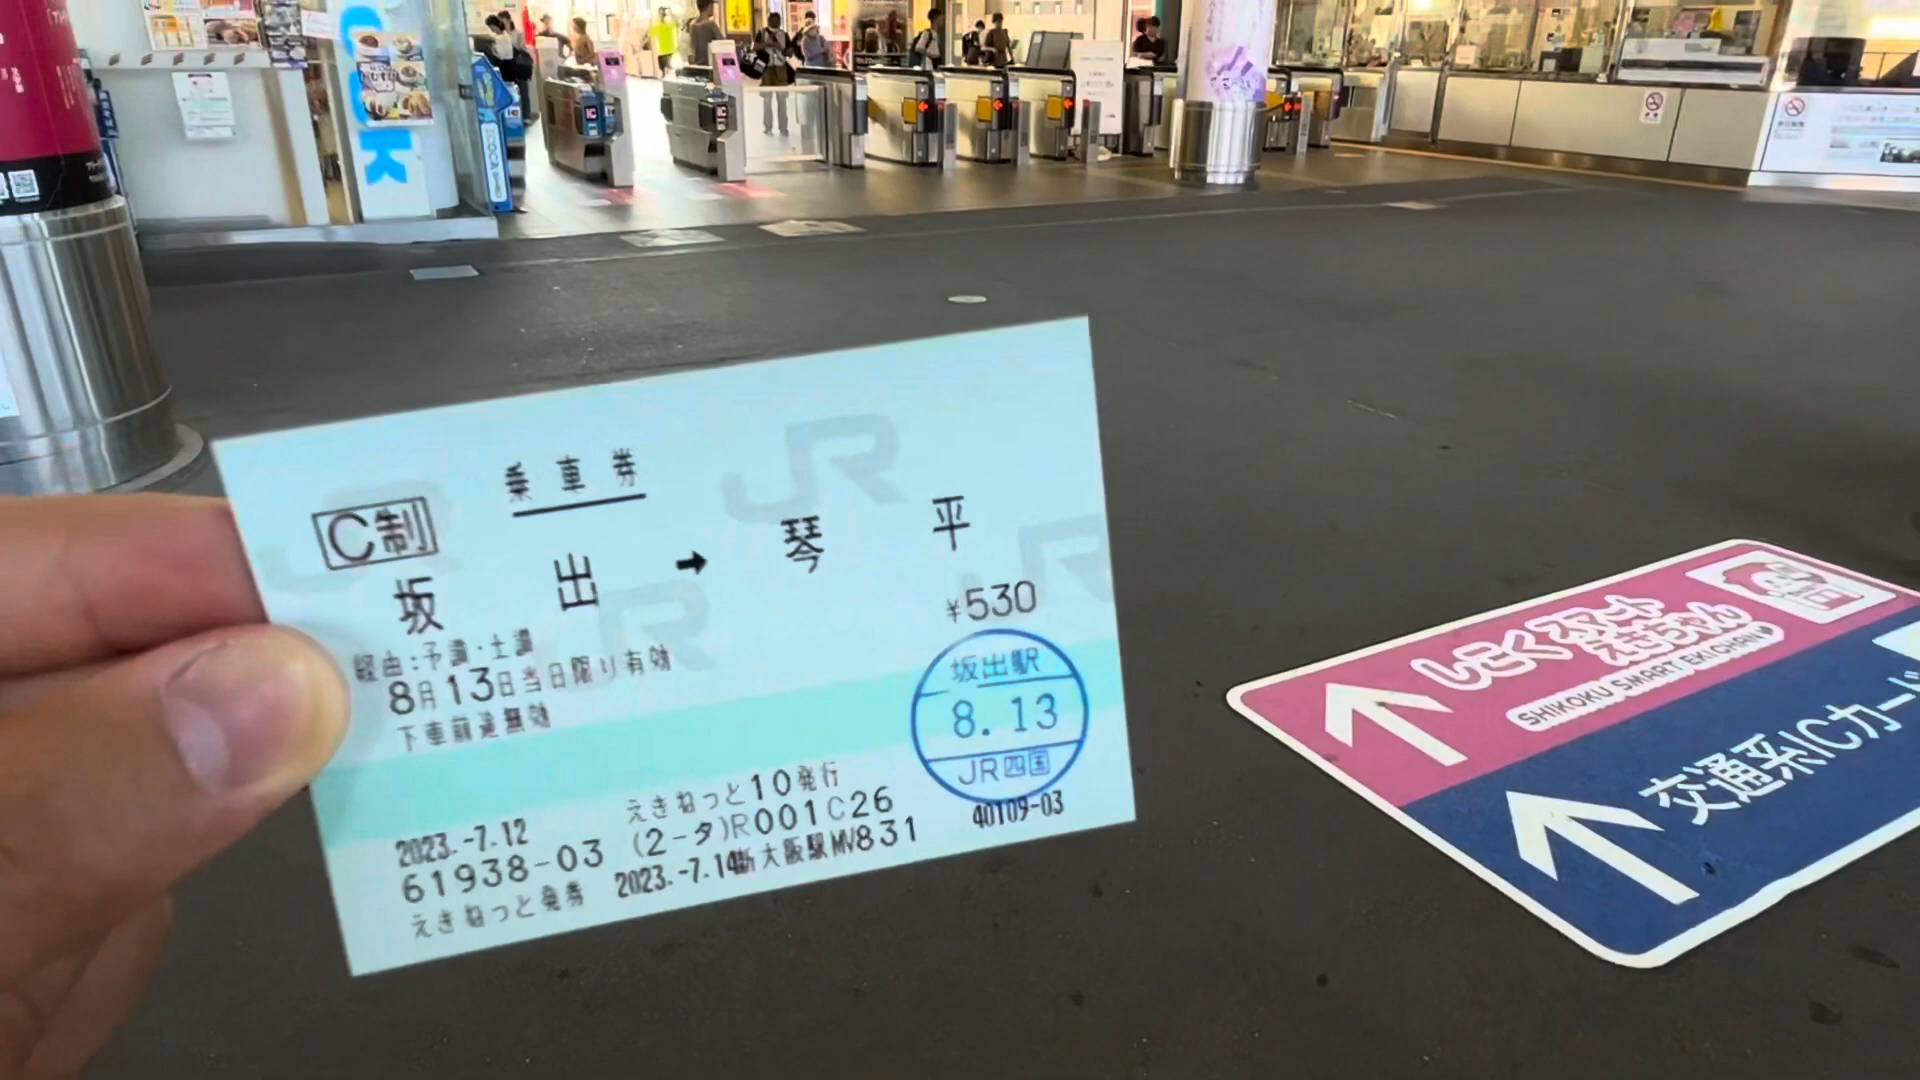 乗車券
C制
坂出➡琴平
¥530
経由:予讃・土讃
8月13日当日限り有効
下車前途無効
坂出駅
8.13
JR四国
えきねっと10発行
2023.-7.12
(2-タ)R001C26
40109-03
61938-03
2023.-7.14新大阪駅MV831
えきねっと発券
しこくスマート
えきちゃん
SHIKOKU SMART EKI CHAN
交通系ICカード